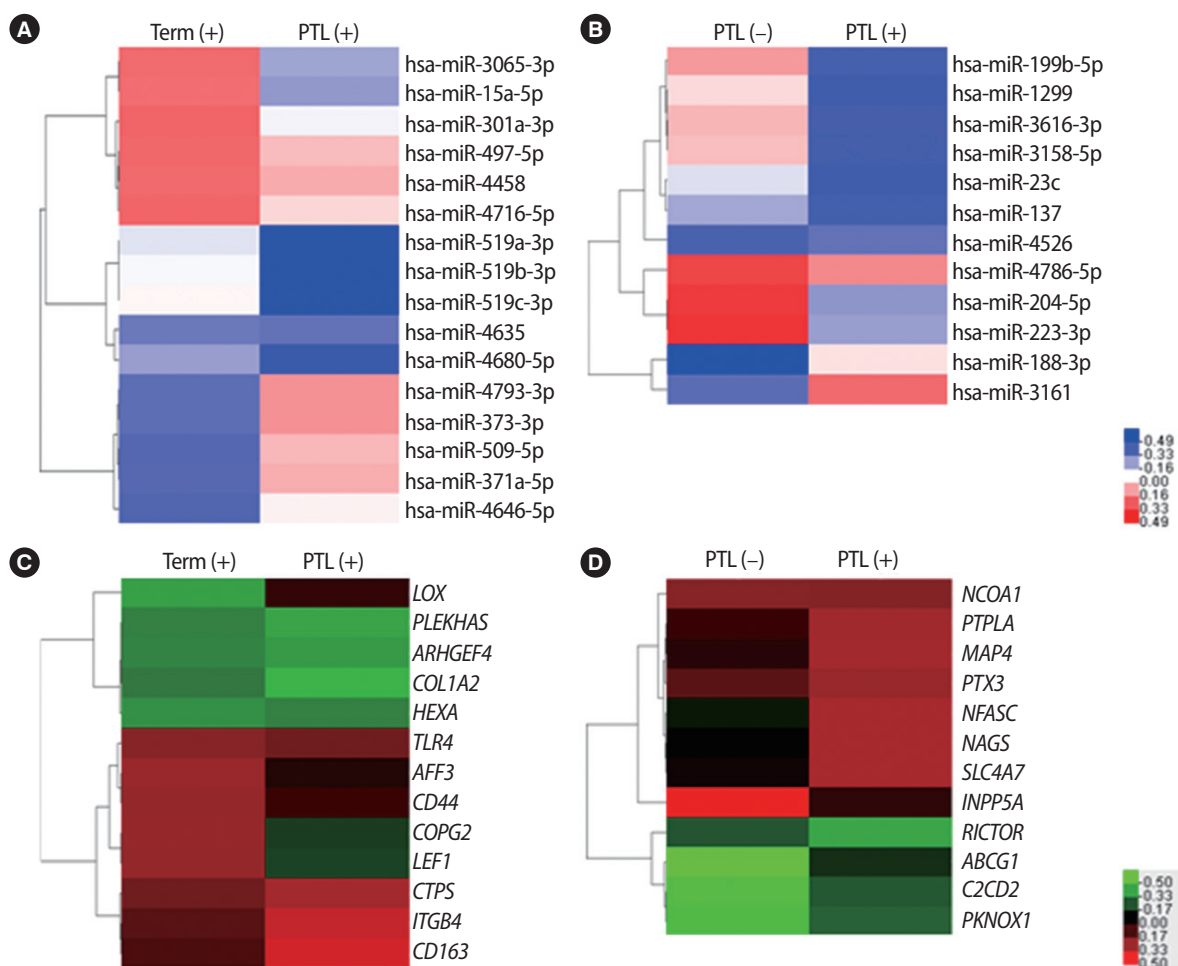 A
Term (+) PTL (+)
hsa-miR-3065-3p
hsa-miR-15a-5p
hsa-miR-301a-3p
hsa-miR-497-5p
hsa-miR-4458
hsa-miR-4716-5p
hsa-miR-519a-3p
hsa-miR-519b-3p
hsa-miR-519c-3p
hsa-miR-4635
hsa-miR-4680-5p
hsa-miR-4793-3p
hsa-miR-373-3p
hsa-miR-509-5p
hsa-miR-371a-5p
hsa-miR-4646-5p
B
PTL (–) PTL (+)
hsa-miR-199b-5p
hsa-miR-1299
hsa-miR-3616-3p
hsa-miR-3158-5p
hsa-miR-23c
hsa-miR-137
hsa-miR-4526
hsa-miR-4786-5p
hsa-miR-204-5p
hsa-miR-223-3p
hsa-miR-188-3p
hsa-miR-3161
-0.49
-0.33
-0.16
0.00
0.16
0.33
0.49
C
Term (+) PTL (+)
LOX
PLEKHAS
ARHGEF4
COL1A2
HEXA
TLR4
AFF3
CD44
COPG2
LEF1
CTPS
ITGB4
CD163
D
PTL (–) PTL (+)
NCOA1
PTPLA
MAP4
PTX3
NFASC
NAGS
SLC4A7
INPP5A
RICTOR
ABCG1
C2CD2
PKNOX1
-0.50
-0.33
-0.17
0.00
0.17
0.33
0.50